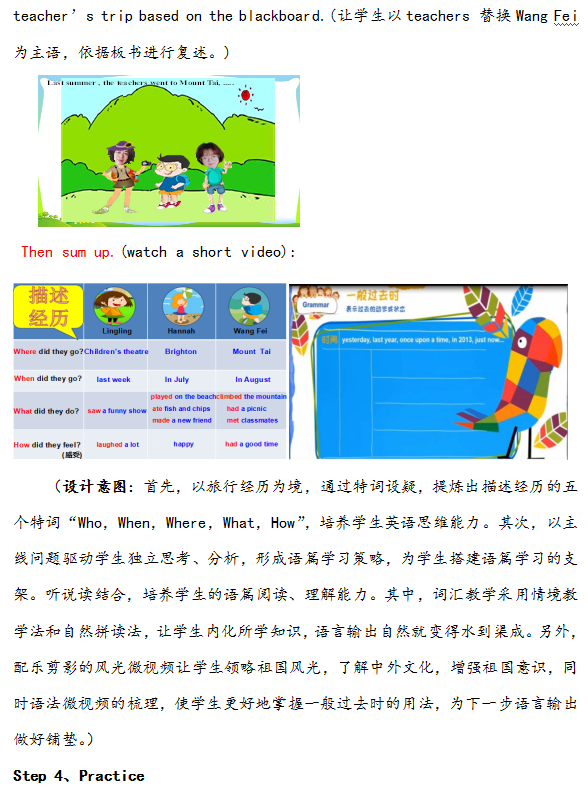 teacher's trip based on the blackboard.(让学生以teachers 替换Wang Fei
为主语，依据板书进行复述。)
Last summer , the teachers went to Mount Tai, .....
Then sum up.(watch a short video):
描述
经历
Lingling Hannah Wang Fei
Where did they go? Children's theatre Brighton Mount Tai
When did they go? last week In July In August
What did they do? saw a funny show
played on the beach climbed the mountain
ate fish and chips had a picnic
made a new friend met classmates
How did they feel? laughed a lot happy had a good time
(感受)
Grammar 一般过去时
表示过去的动作或状态
时间 yesterday, last year, once upon a time, in 2013, just now...
（设计意图：首先，以旅行经历为境，通过特词设疑，提炼出描述经历的五
个特词“Who，When，Where，What，How”，培养学生英语思维能力。其次，以主
线问题驱动学生独立思考、分析，形成语篇学习策略，为学生搭建语篇学习的支
架。听说读结合，培养学生的语篇阅读、理解能力。其中，词汇教学采用情境教
学法和自然拼读法，让学生内化所学知识，语言输出自然就变得水到渠成。另外，
配乐剪影的风光微视频让学生领略祖国风光，了解中外文化，增强祖国意识，同
时语法微视频的梳理，使学生更好地掌握一般过去时的用法，为下一步语言输出
做好铺垫。）
Step 4、Practice